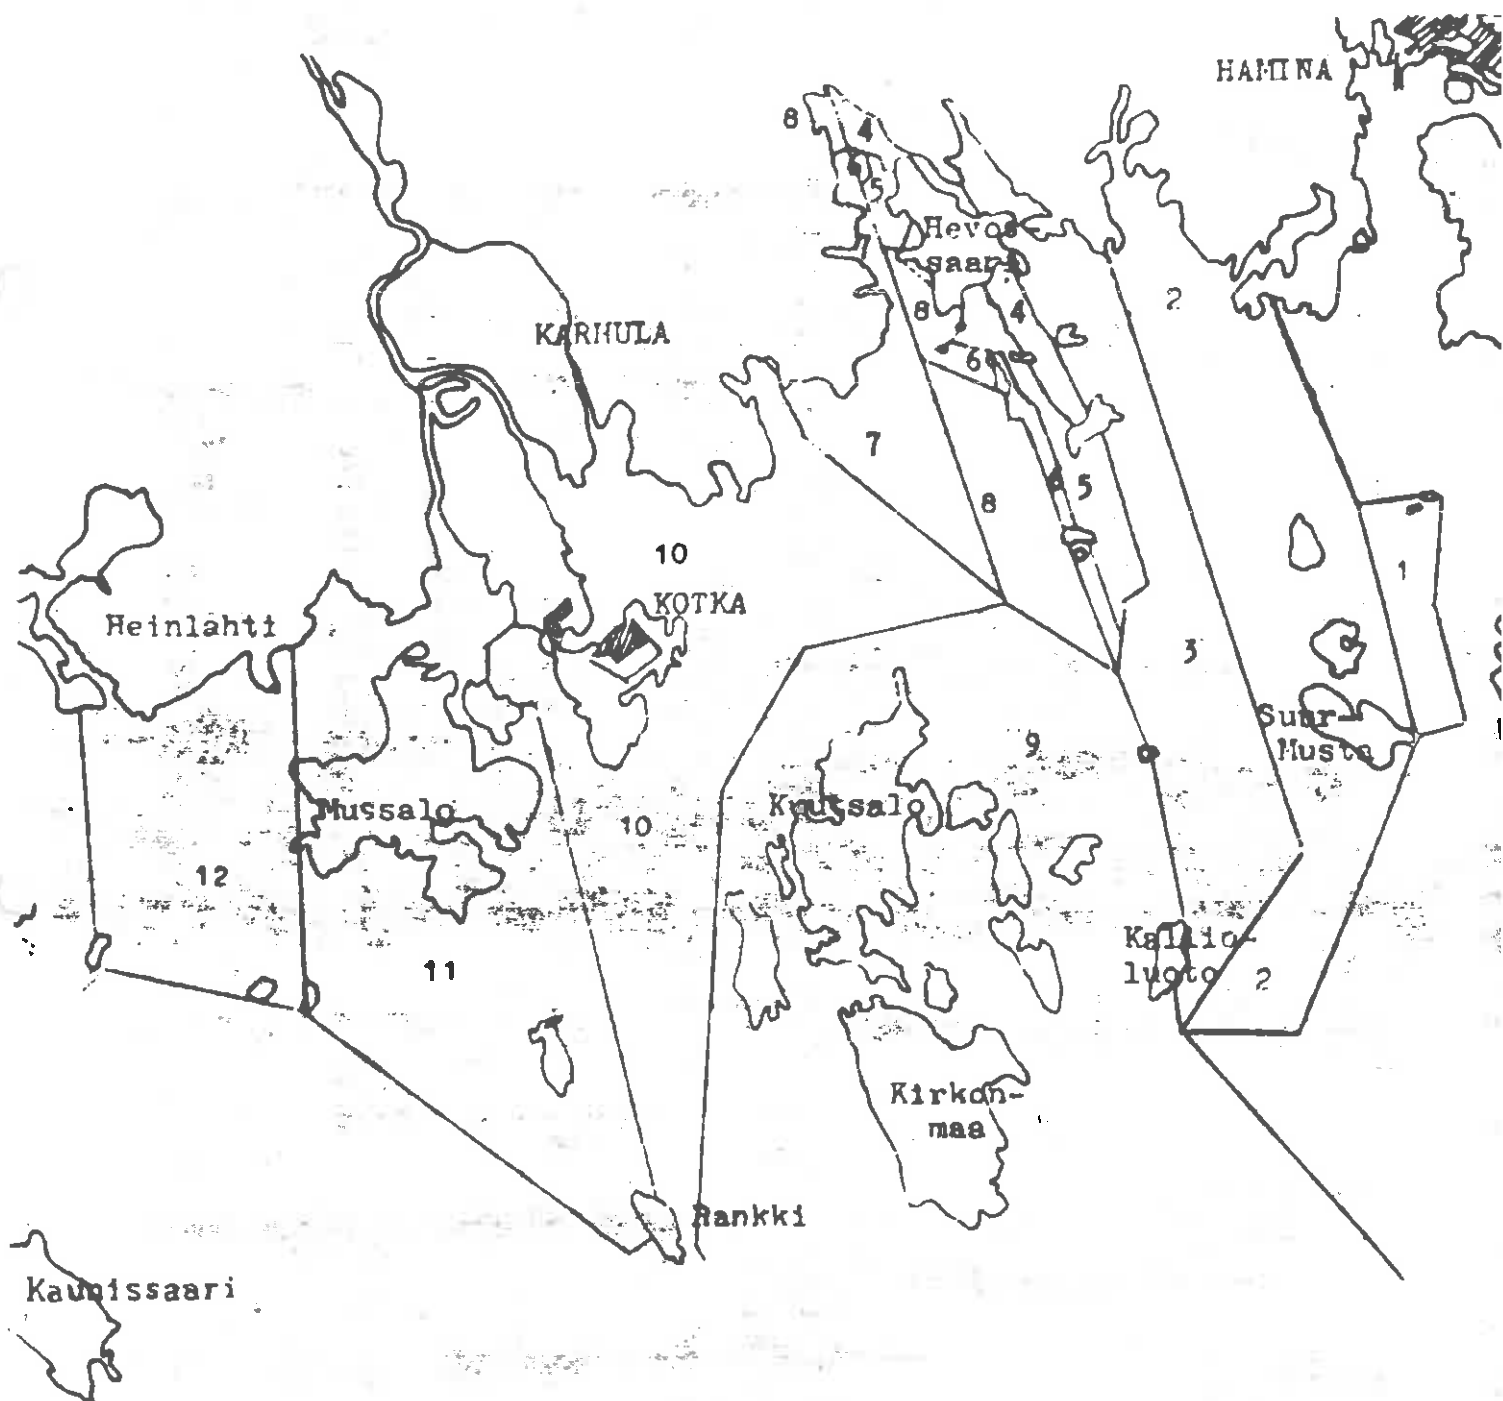 HAMINA
8
4
5
Hevos-
saari
2
8
4
KARHULA
6
7
5
8
10
1
KOTKA
Heinlahti
3
Suur-
Musta
9
Mussalo
10
Kuutsalo
12
Kallio-
luoto
11
2
Kirkon-
maa
Rankki
Kaunissaari